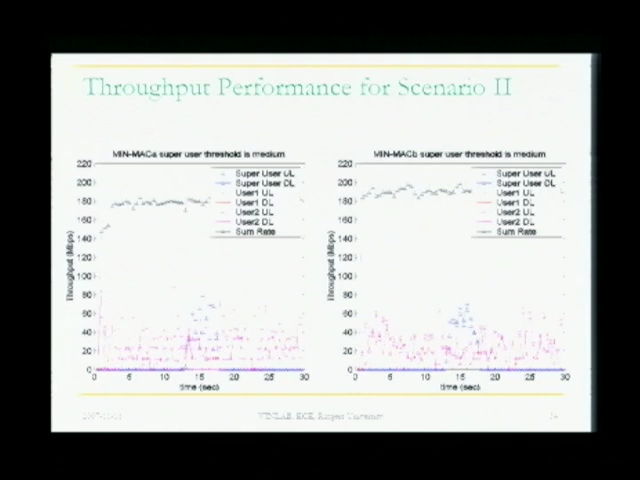 Throughput Performance for Scenario II
MIN-MACa super user threshold is medium
220
200
180
160
140
120
100
80
60
40
20
0
Throughput (Mbps)
Super User UL
Super User DL
User1 UL
User1 DL
User2 UL
User2 DL
Sum Rate
0 5 10 15 20 25 30
time (sec)
MIN-MACb super user threshold is medium
220
200
180
160
140
120
100
80
60
40
20
0
Throughput (Mbps)
Super User UL
Super User DL
User1 UL
User1 DL
User2 UL
User2 DL
Sum Rate
0 5 10 15 20 25 30
time (sec)
WINLAB, ECE, Rutgers University